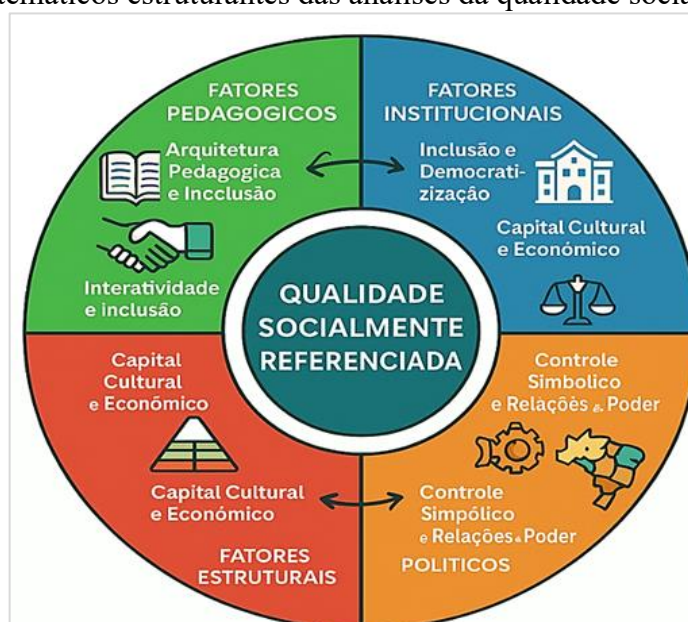 temáticos estruturantes das análises da qualidade socia
FATORES
PEDAGOGICOS
Arquitetura
Pedagogica
e Incclusão
Interatividade
e inclusão
FATORES
INSTITUCIONAIS
Inclusão e
Democrati-
zização
Capital Cultural
e Económico
QUALIDADE
SOCIALMENTE
REFERENCIADA
Capital
Cultural
e Económico
Capital Cultural
e Económico
FATORES
ESTRUTURAIS
Controle
Simbolico
e Relações e Poder
Controle
Simpólico
e Relações e Poder
POLITICOS